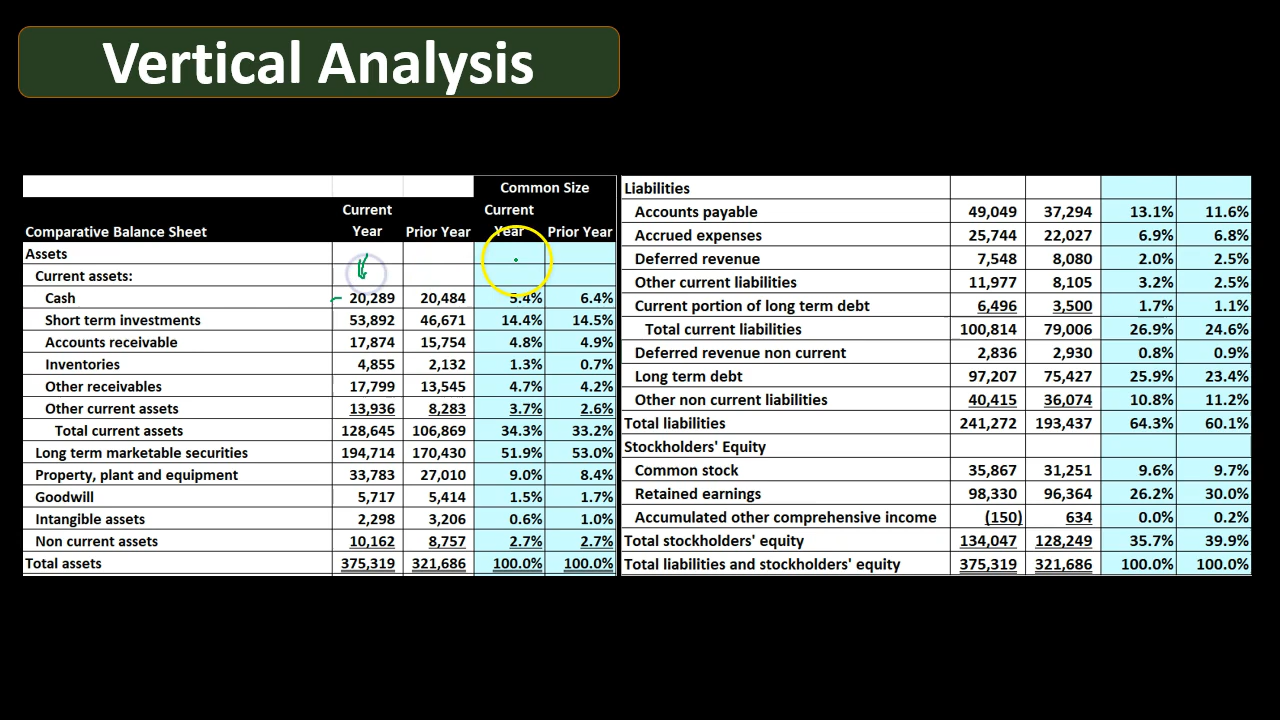 Vertical Analysis
Common Size
Current Current
Comparative Balance Sheet Year Prior Year Year Prior Year
Assets
Current assets:
Cash 20,289 20,484 5.4% 6.4%
Short term investments 53,892 46,671 14.4% 14.5%
Accounts receivable 17,874 15,754 4.8% 4.9%
Inventories 4,855 2,132 1.3% 0.7%
Other receivables 17,799 13,545 4.7% 4.2%
Other current assets 13,936 8,283 3.7% 2.6%
Total current assets 128,645 106,869 34.3% 33.2%
Long term marketable securities 194,714 170,430 51.9% 53.0%
Property, plant and equipment 33,783 27,010 9.0% 8.4%
Goodwill 5,717 5,414 1.5% 1.7%
Intangible assets 2,298 3,206 0.6% 1.0%
Non current assets 10,162 8,757 2.7% 2.7%
Total assets 375,319 321,686 100.0% 100.0%
Liabilities
Accounts payable 49,049 37,294 13.1% 11.6%
Accrued expenses 25,744 22,027 6.9% 6.8%
Deferred revenue 7,548 8,080 2.0% 2.5%
Other current liabilities 11,977 8,105 3.2% 2.5%
Current portion of long term debt 6,496 3,500 1.7% 1.1%
Total current liabilities 100,814 79,006 26.9% 24.6%
Deferred revenue non current 2,836 2,930 0.8% 0.9%
Long term debt 97,207 75,427 25.9% 23.4%
Other non current liabilities 40,415 36,074 10.8% 11.2%
Total liabilities 241,272 193,437 64.3% 60.1%
Stockholders' Equity
Common stock 35,867 31,251 9.6% 9.7%
Retained earnings 98,330 96,364 26.2% 30.0%
Accumulated other comprehensive income (150) 634 0.0% 0.2%
Total stockholders' equity 134,047 128,249 35.7% 39.9%
Total liabilities and stockholders' equity 375,319 321,686 100.0% 100.0%